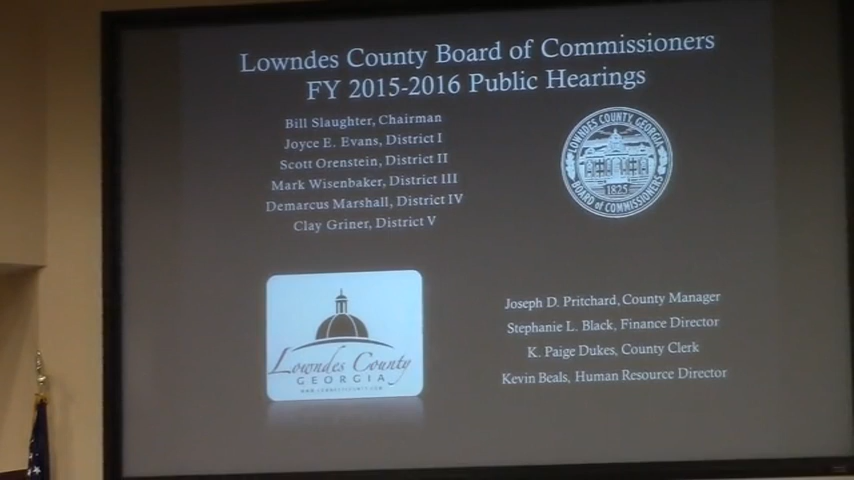 Lowndes County Board of Commissioners
FY 2015-2016 Public Hearings
Bill Slaughter, Chairman
Joyce E. Evans, District I
Scott Orenstein, District II
Mark Wisenbaker, District III
Demarcus Marshall, District IV
Clay Griner, District V
LOWNDES COUNTY, GEORGIA
1825
BOARD of COMMISSIONERS
Lowndes County
GEORGIA
WWW.LOWNDESCOUNTY.COM
Joseph D. Pritchard, County Manager
Stephanie L. Black, Finance Director
K. Paige Dukes, County Clerk
Kevin Beals, Human Resource Director